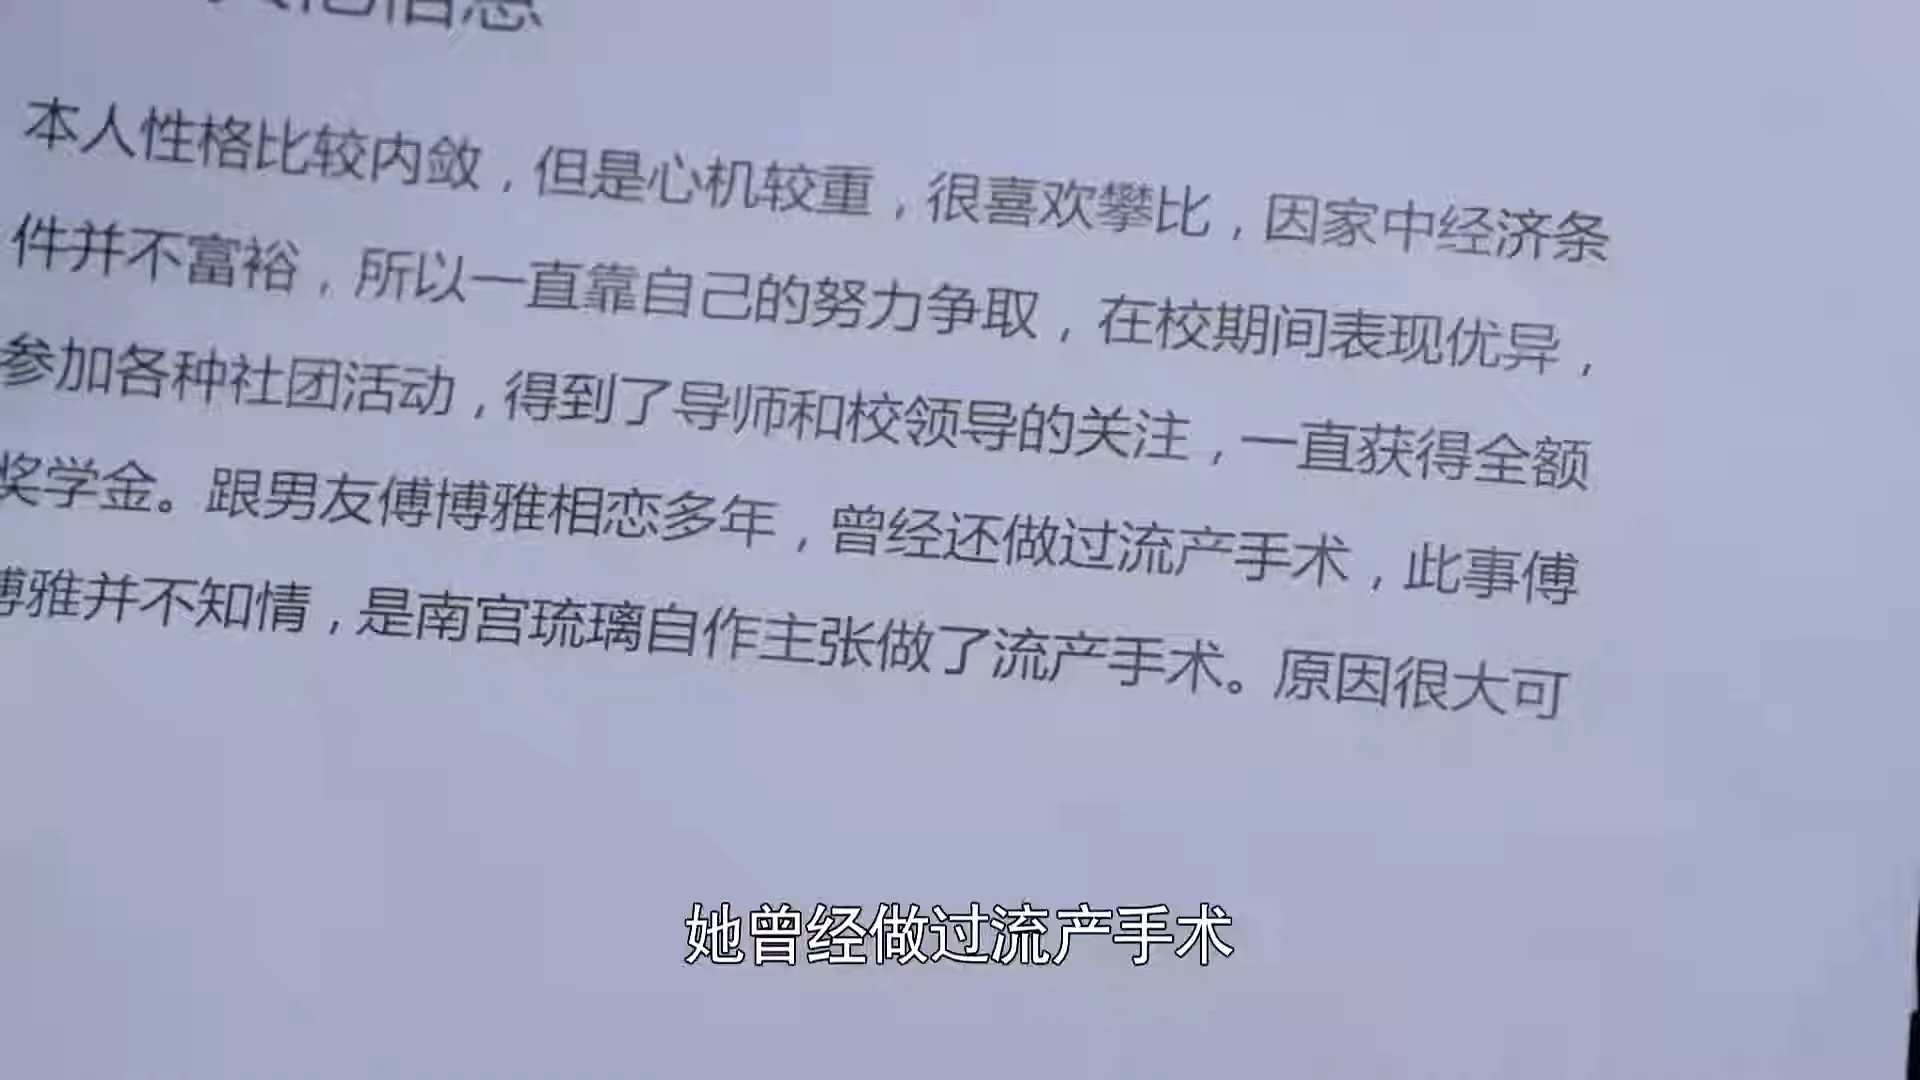 其他信息
本人性格比较内敛，但是心机较重，很喜欢攀比，因家中经济条
件并不富裕，所以一直靠自己的努力争取，在校期间表现优异，
参加各种社团活动，得到了导师和校领导的关注，一直获得全额
奖学金。跟男友傅博雅相恋多年，曾经还做过流产手术，此事傅
博雅并不知情，是南宫琉璃自作主张做了流产手术。原因很大可
她曾经做过流产手术